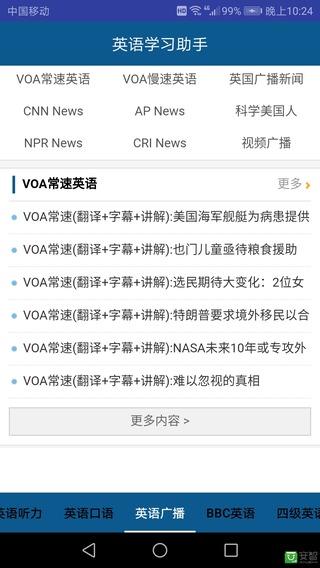 中国移动 HD 4G 99% 晚上10:24
英语学习助手
VOA常速英语 VOA慢速英语 英国广播新闻
CNN News AP News 科学美国人
NPR News CRI News 视频广播
VOA常速英语 更多 >
VOA常速(翻译+字幕+讲解):美国海军舰艇为病患提供
VOA常速(翻译+字幕+讲解):也门儿童亟待粮食援助
VOA常速(翻译+字幕+讲解):选民期待大变化：2位女
VOA常速(翻译+字幕+讲解):特朗普要求境外移民以合
VOA常速(翻译+字幕+讲解):NASA未来10年或专攻外
VOA常速(翻译+字幕+讲解):难以忽视的真相
更多内容 >
英语听力 英语口语 英语广播 BBC英语 四级英语
安智